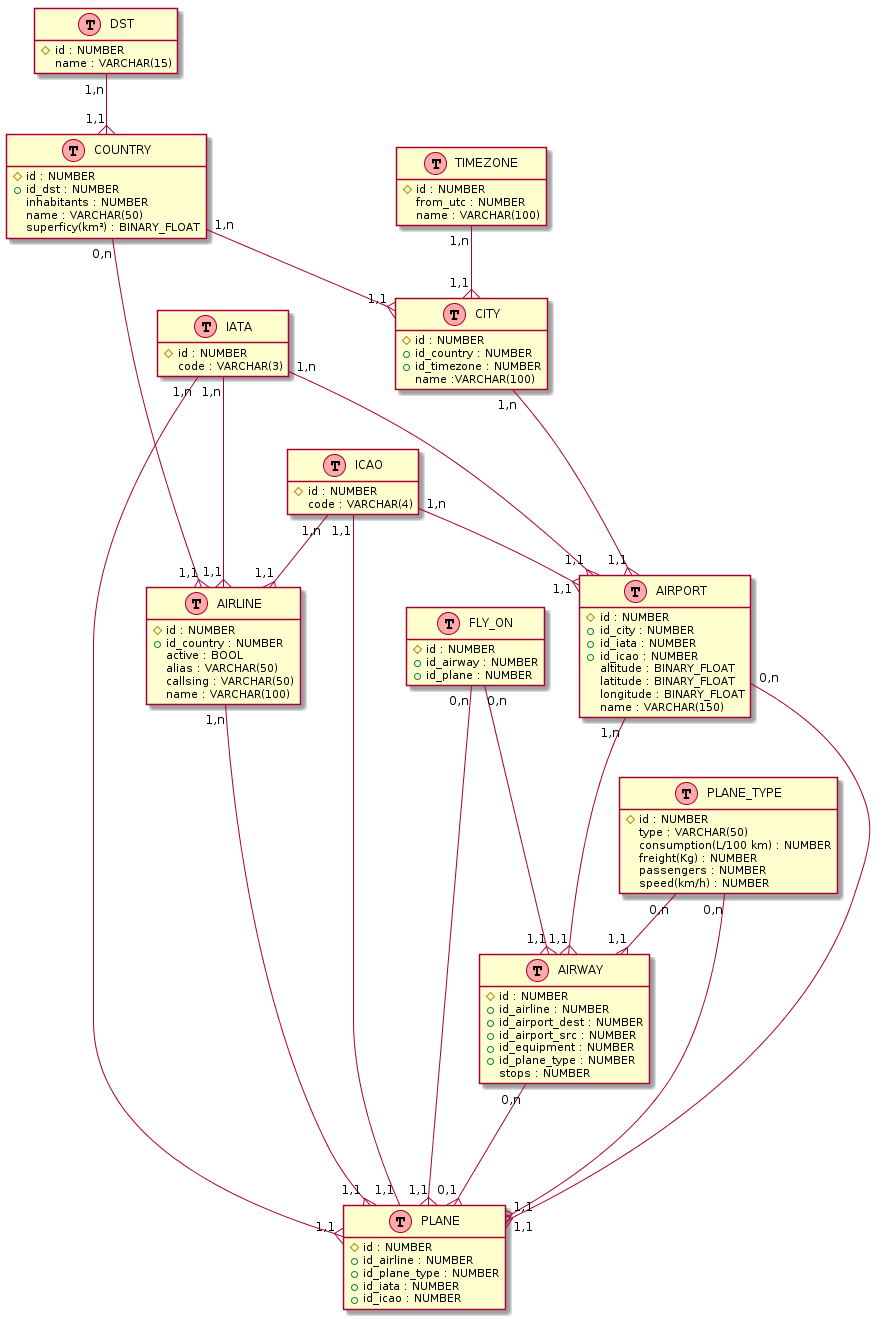 T DST
id : NUMBER
name : VARCHAR(15)
1,n
1,1
T COUNTRY
id : NUMBER
id_dst : NUMBER
inhabitants : NUMBER
name : VARCHAR(50)
superficy(km²) : BINARY_FLOAT
T TIMEZONE
id : NUMBER
from_utc : NUMBER
name : VARCHAR(100)
1,n
0,n
1,n
1,1
1,1
T CITY
id : NUMBER
id_country : NUMBER
id_timezone : NUMBER
name :VARCHAR(100)
T IATA
id : NUMBER
code : VARCHAR(3)
1,n
1,n
1,n
1,n
T ICAO
id : NUMBER
code : VARCHAR(4)
1,n
1,n
1,1
1,1
1,1
1,1
1,1
1,1
1,1
T AIRLINE
id : NUMBER
id_country : NUMBER
active : BOOL
alias : VARCHAR(50)
callsing : VARCHAR(50)
name : VARCHAR(100)
T FLY_ON
id : NUMBER
id_airway : NUMBER
id_plane : NUMBER
T AIRPORT
id : NUMBER
id_city : NUMBER
id_iata : NUMBER
id_icao : NUMBER
altitude : BINARY_FLOAT
latitude : BINARY_FLOAT
longitude : BINARY_FLOAT
name : VARCHAR(150)
0,n
1,n
0,n
0,n
1,n
T PLANE_TYPE
id : NUMBER
type : VARCHAR(50)
consumption(L/100 km) : NUMBER
freight(Kg) : NUMBER
passengers : NUMBER
speed(km/h) : NUMBER
0,n
0,n
1,1
1,1
1,1
T AIRWAY
id : NUMBER
id_airline : NUMBER
id_airport_dest : NUMBER
id_airport_src : NUMBER
id_equipment : NUMBER
id_plane_type : NUMBER
stops : NUMBER
0,n
1,1
1,1
1,1
0,1
1,1
1,1
1,1
T PLANE
id : NUMBER
id_airline : NUMBER
id_plane_type : NUMBER
id_iata : NUMBER
id_icao : NUMBER